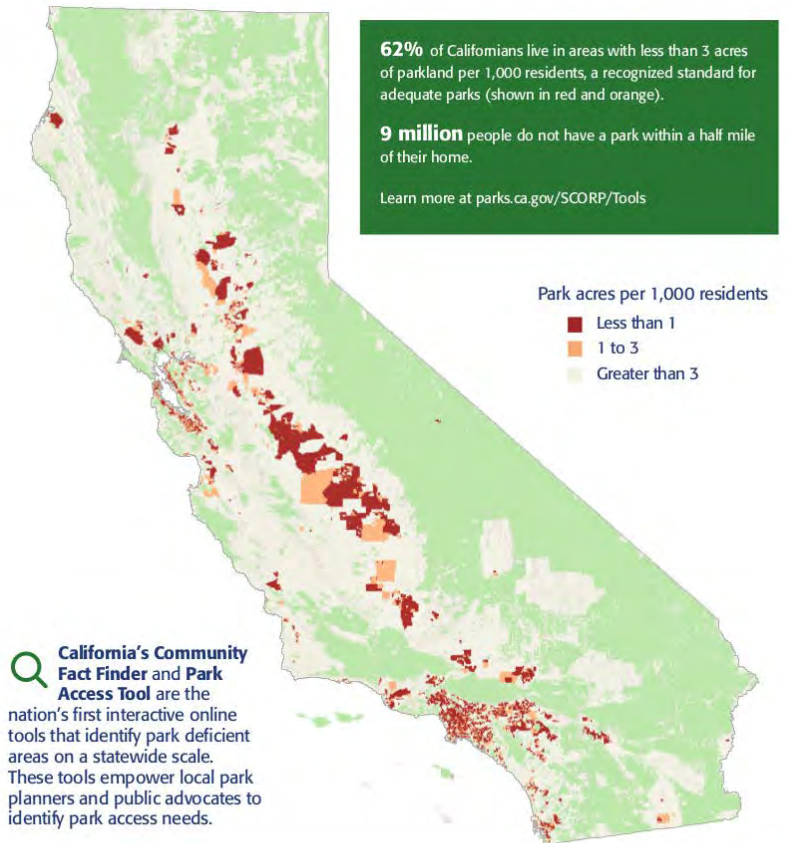 62% of Californians live in areas with less than 3 acres
of parkland per 1,000 residents, a recognized standard for
adequate parks (shown in red and orange).
9 million people do not have a park within a half mile
of their home.
Learn more at parks.ca.gov/SCORP/Tools
Park acres per 1,000 residents
Less than 1
1 to 3
Greater than 3
California's Community
Fact Finder and Park
Access Tool are the
nation's first interactive online
tools that identify park deficient
areas on a statewide scale.
These tools empower local park
planners and public advocates to
identify park access needs.